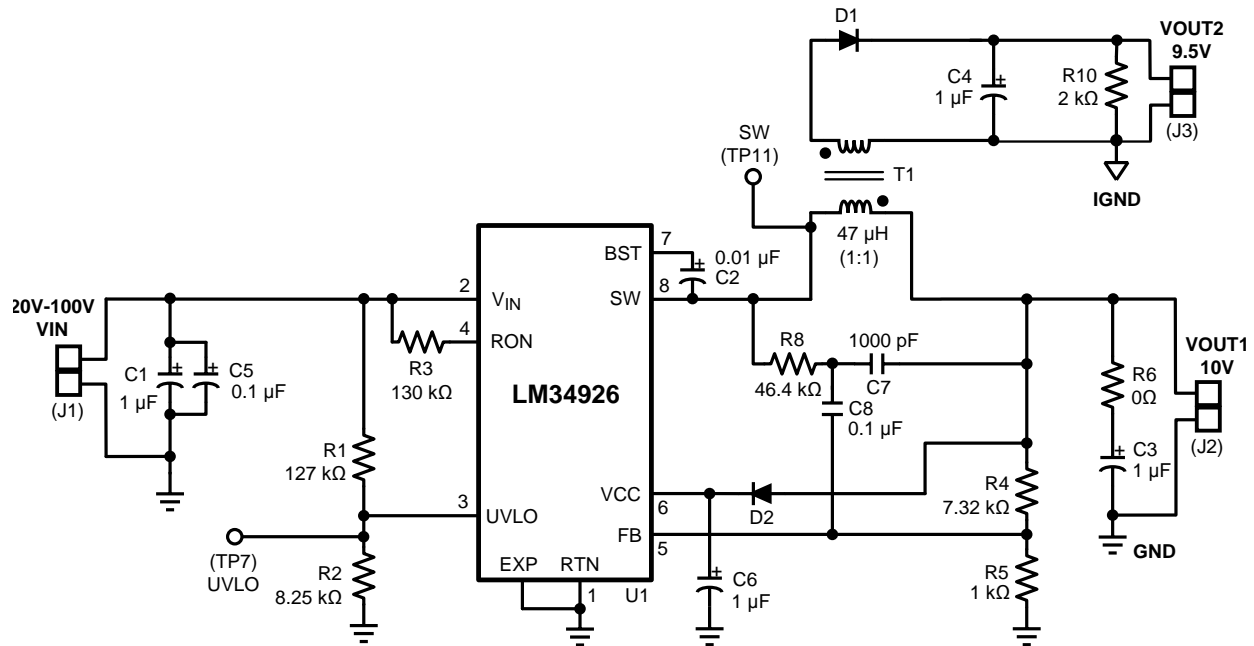 D1
VOUT2
9.5V
C4
+
1 µF
R10
2 kΩ
(J3)
SW
(TP11)
T1
IGND
47 µH
(1:1)
7
BST
+
0.01 µF
C2
8
SW
20V-100V
VIN
2
VIN
4
RON
R3
130 kΩ
C1
+
1 µF
+
C5
0.1 µF
(J1)
LM34926
R8
46.4 kΩ
1000 pF
C7
C8
0.1 µF
VOUT1
10V
R6
0Ω
(J2)
C3
+
1 µF
R1
127 kΩ
VCC
6
D2
R4
7.32 kΩ
3
UVLO
FB
5
GND
(TP7)
UVLO
R2
8.25 kΩ
EXP
RTN
1
U1
+
C6
1 µF
R5
1 kΩ